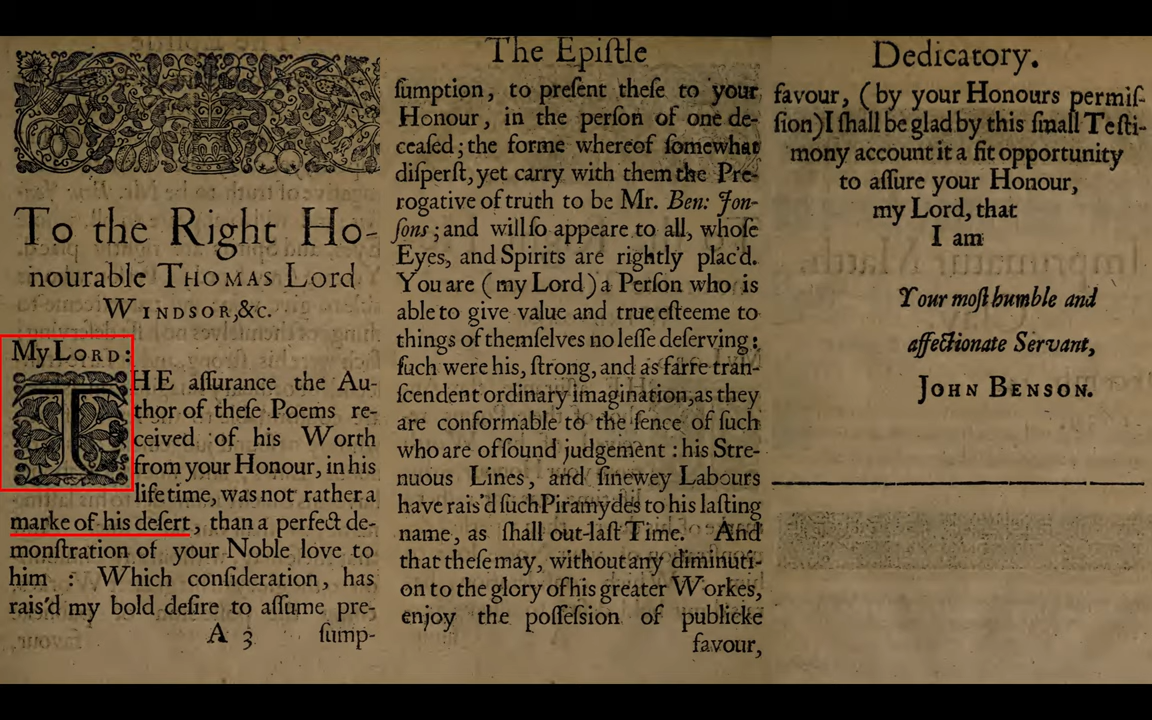 To the Right Ho-
nourable THOMAS Lord
WINDSOR,&c.
My LORD:
THE aſſurance the Au-
thor of theſe Poems re-
ceived of his Worth
from your Honour, in his
life time, was not rather a
marke of his deſert, than a perfect de-
monſtration of your Noble love to
him : Which conſideration, has
rais'd my bold deſire to aſſume pre-
A 3 ſump-
The Epiſtle
ſumption, to preſent theſe to your
Honour, in the perſon of one de-
ceaſed; the forme whereof ſomewhat
diſperſt, yet carry with them the Pre-
rogative of truth to be Mr. Ben: Jon-
ſons; and will ſo appeare to all, whoſe
Eyes, and Spirits are rightly plac'd.
You are (my Lord) a Perſon who is
able to give value and true eſteeme to
things of themſelves no leſſe deſerving:
ſuch were his, ſtrong, and as farre tran-
ſcendent ordinary imagination, as they
are conformable to the ſence of ſuch
who are of ſound judgement : his Stre-
nuous Lines, and ſinewey Labours
have rais'd ſuch Piramydes to his laſting
name, as ſhall out-laſt Time. And
that theſe may, without any diminuti-
on to the glory of his greater Workes,
enjoy the poſſeſsion of publicke
favour,
Dedicatory.
favour, (by your Honours permiſ-
ſion) I ſhall be glad by this ſmall Teſti-
mony account it a fit opportunity
to aſſure your Honour,
my Lord, that
I am
Your moſt humble and
affectionate Servant,
JOHN BENSON.